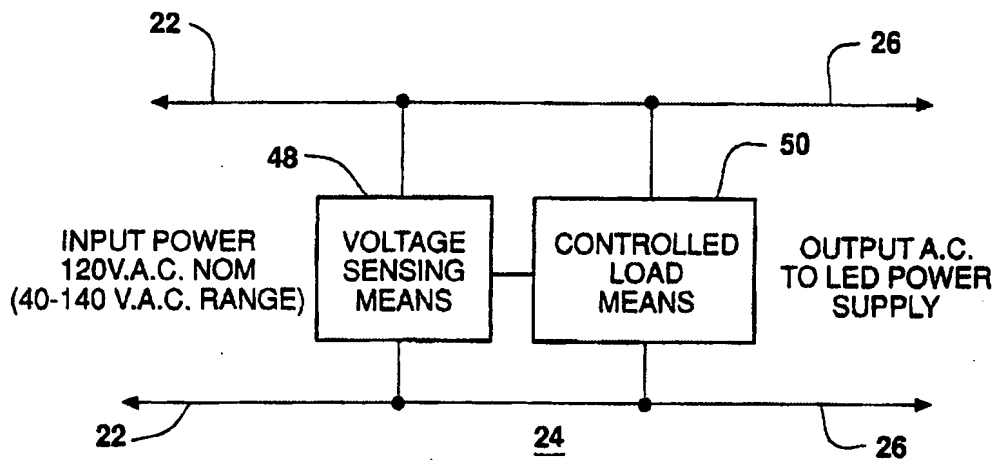 22
26
48
50
INPUT POWER
120V.A.C. NOM
(40-140 V.A.C. RANGE)
VOLTAGE
SENSING
MEANS
CONTROLLED
LOAD
MEANS
OUTPUT A.C.
TO LED POWER
SUPPLY
22
24
26